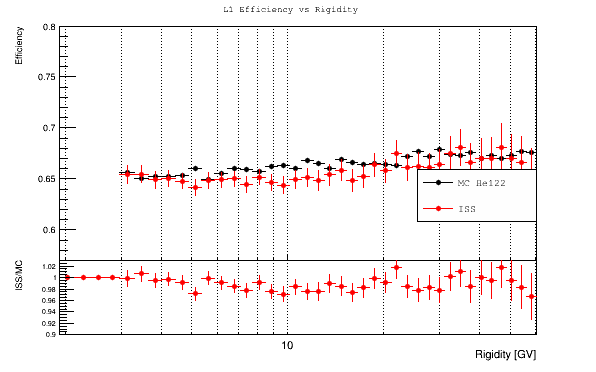 L1 Efficiency vs Rigidity
Efficiency
0.8
0.75
0.7
0.65
0.6
MC He122
ISS
ISS/MC
1.02
1
0.98
0.96
0.94
0.92
0.9
10
Rigidity [GV]